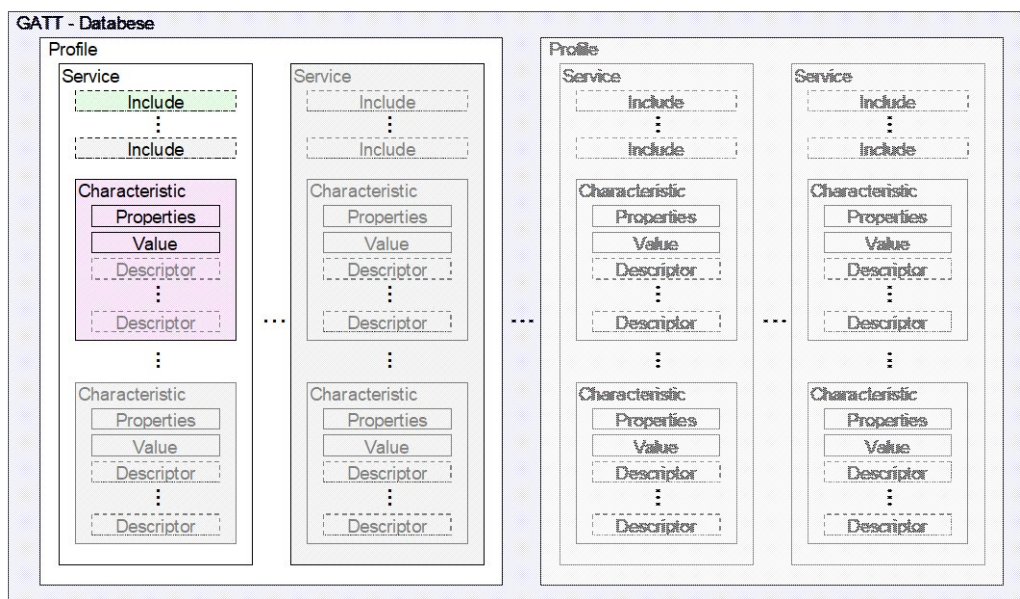 GATT - Databese
Profile
Service
Include
⋮
Include
Characteristic
Properties
Value
Descriptor
⋮
Descriptor
⋮
Characteristic
Properties
Value
Descriptor
⋮
Descriptor
...
Service
Include
⋮
Include
Characteristic
Properties
Value
Descriptor
⋮
Descriptor
⋮
Characteristic
Properties
Value
Descriptor
⋮
Descriptor
...
Profile
Service
Include
⋮
Include
Characteristic
Properties
Value
Descriptor
⋮
Descriptor
⋮
Characteristic
Properties
Value
Descriptor
⋮
Descriptor
...
Service
Include
⋮
Include
Characteristic
Properties
Value
Descriptor
⋮
Descriptor
⋮
Characteristic
Properties
Value
Descriptor
⋮
Descriptor